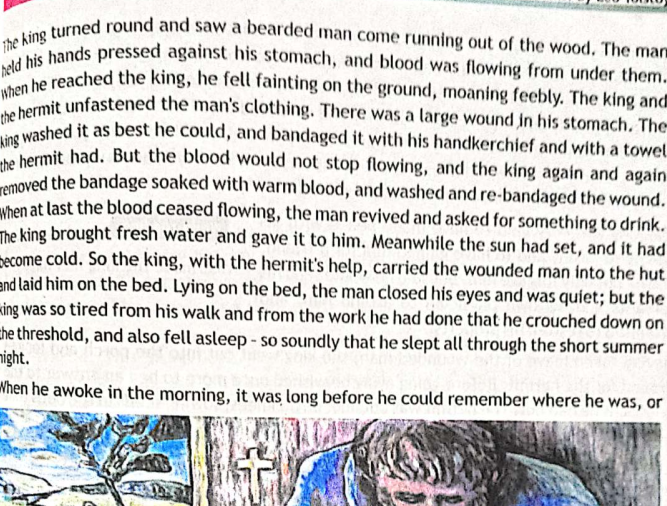 The king turned round and saw a bearded man come running out of the wood. The man
held his hands pressed against his stomach, and blood was flowing from under them.
When he reached the king, he fell fainting on the ground, moaning feebly. The king and
the hermit unfastened the man's clothing. There was a large wound in his stomach. The
king washed it as best he could, and bandaged it with his handkerchief and with a towel
the hermit had. But the blood would not stop flowing, and the king again and again
removed the bandage soaked with warm blood, and washed and re-bandaged the wound.
When at last the blood ceased flowing, the man revived and asked for something to drink.
The king brought fresh water and gave it to him. Meanwhile the sun had set, and it had
become cold. So the king, with the hermit's help, carried the wounded man into the hut
and laid him on the bed. Lying on the bed, the man closed his eyes and was quiet; but the
king was so tired from his walk and from the work he had done that he crouched down on
the threshold, and also fell asleep - so soundly that he slept all through the short summer
night.
When he awoke in the morning, it was long before he could remember where he was, or